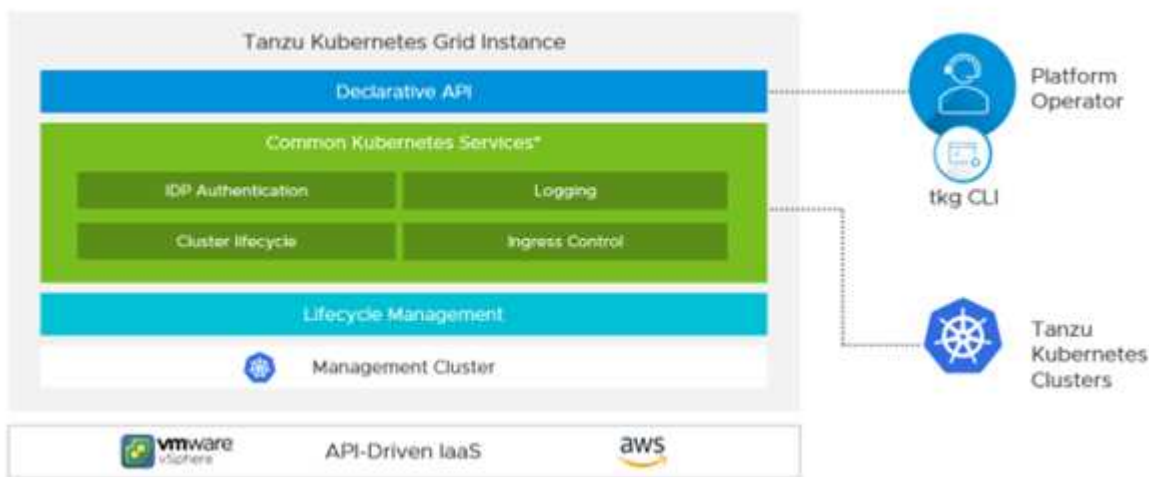 Tanzu Kubernetes Grid Instance
Declarative API
Common Kubernetes Services*
IDP Authentication
Logging
Cluster lifecycle
Ingress Control
Lifecycle Management
Management Cluster
vmware
vSphere
API-Driven IaaS
aws
Platform
Operator
tkg CLI
Tanzu
Kubernetes
Clusters